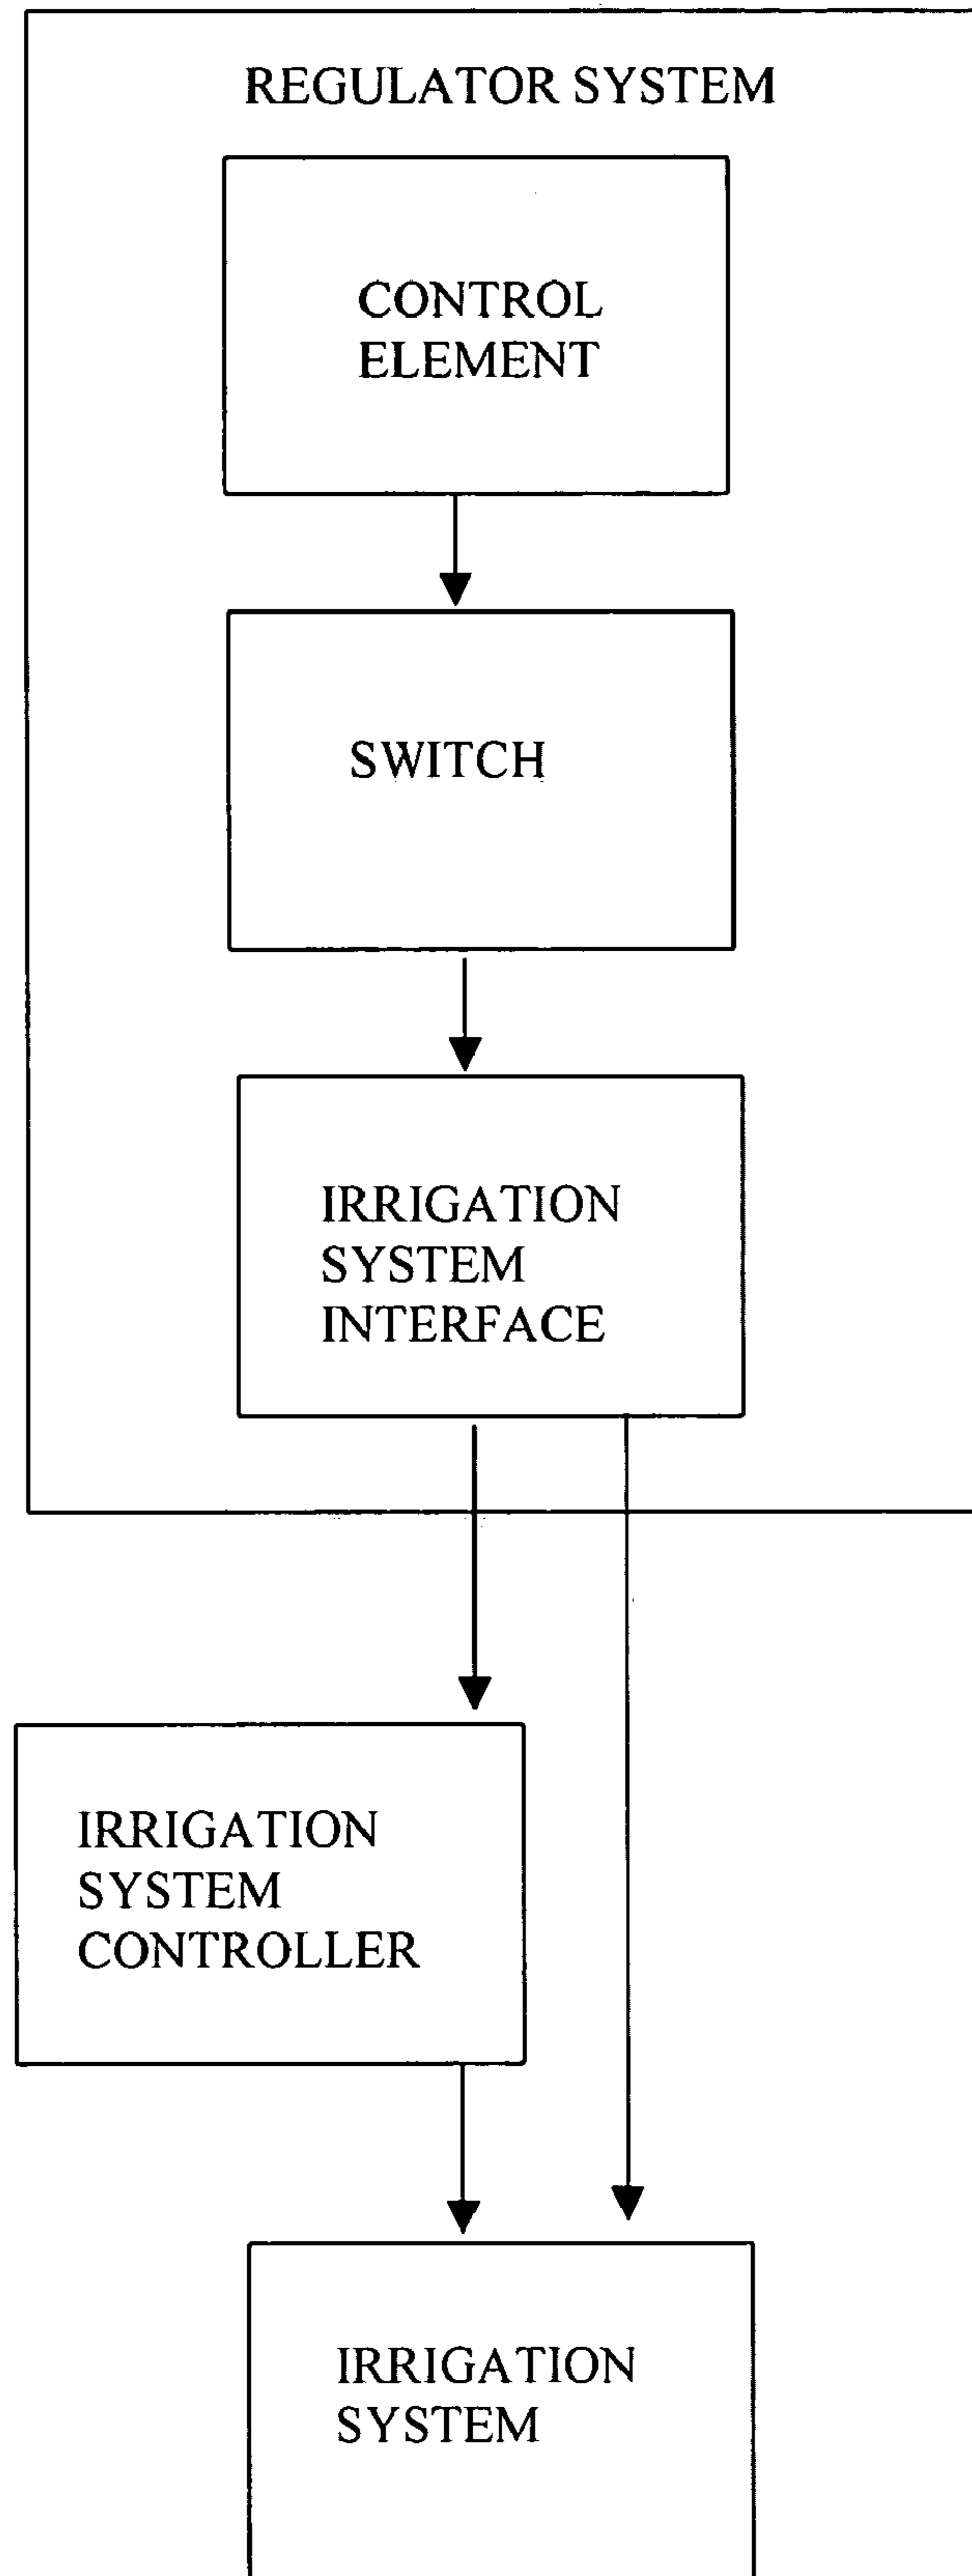 REGULATOR SYSTEM
CONTROL
ELEMENT
SWITCH
IRRIGATION
SYSTEM
INTERFACE
IRRIGATION
SYSTEM
CONTROLLER
IRRIGATION
SYSTEM